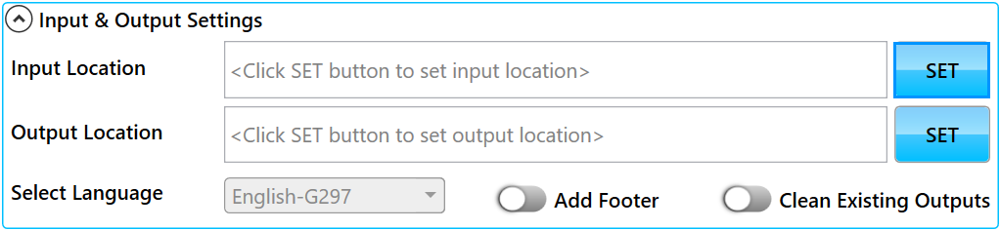 Input & Output Settings
Input Location <Click SET button to set input location> SET
Output Location <Click SET button to set output location> SET
Select Language English-G297 Add Footer Clean Existing Outputs